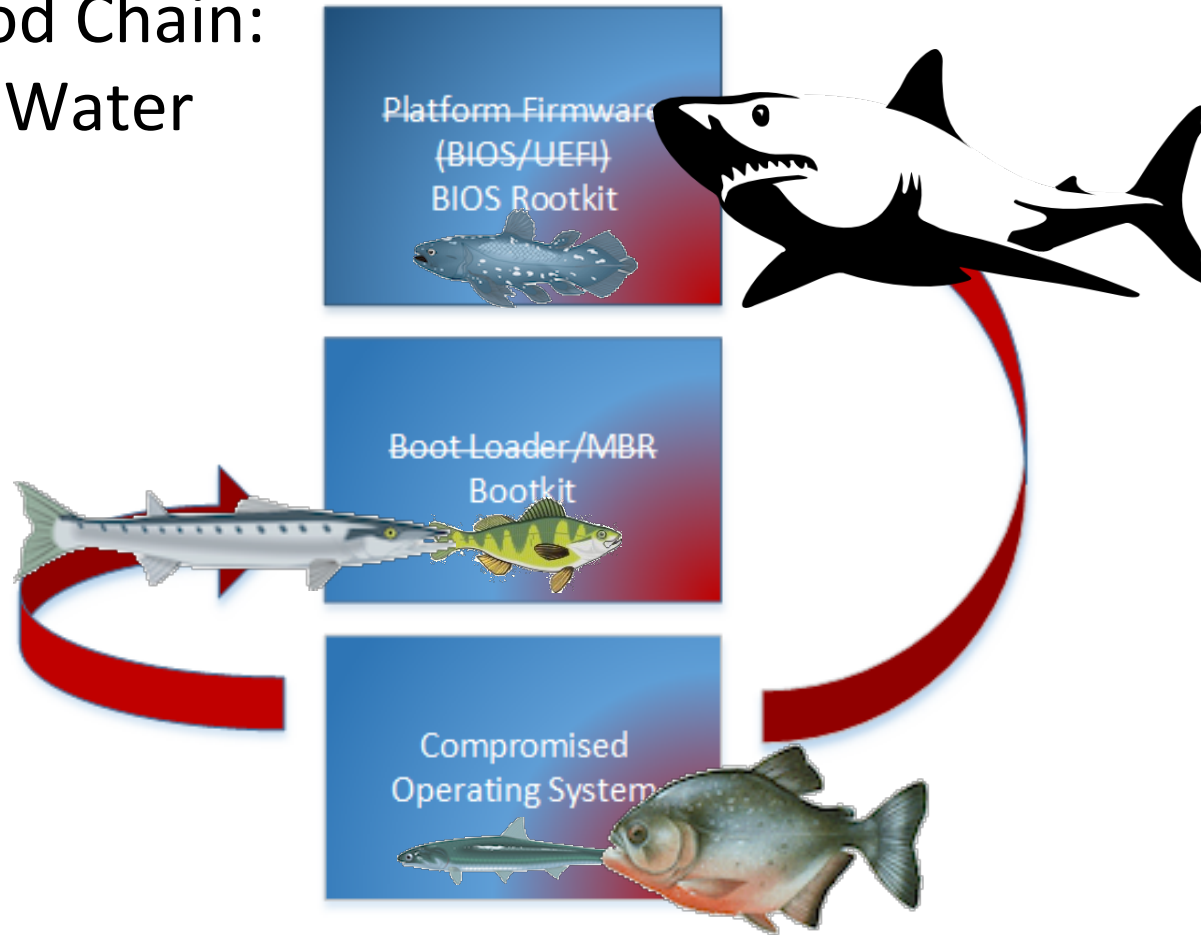 od Chain:
Water
Platform Firmware
(BIOS/UEFI)
BIOS Rootkit
Boot Loader/MBR
Bootkit
Compromised
Operating System